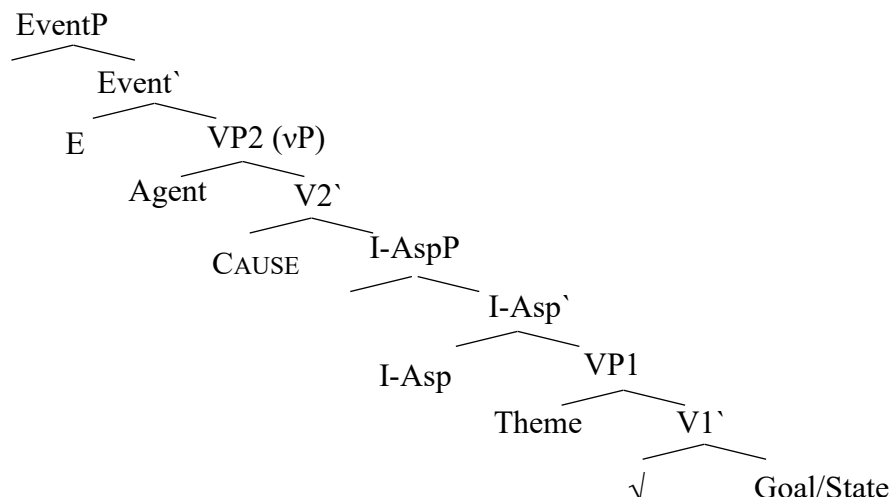 EventP
Event`
E
VP2 (νP)
Agent
V2`
CAUSE
I-AspP
I-Asp`
I-Asp
VP1
Theme
V1`
√
Goal/State